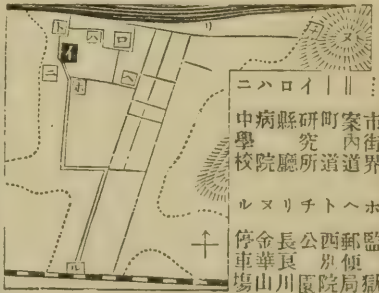 リ
ヌ
ト
ハ
ロ
イ
ニ
ホ
ヘ
ル
市街界
案内道
町道
イ 研究所
ロ 縣廳
ハ 病院
ニ 中學校
ホ 監獄
ヘ 郵便局
ト 西別院
チ 公園
リ 長良川
ヌ 金華山
ル 停車場